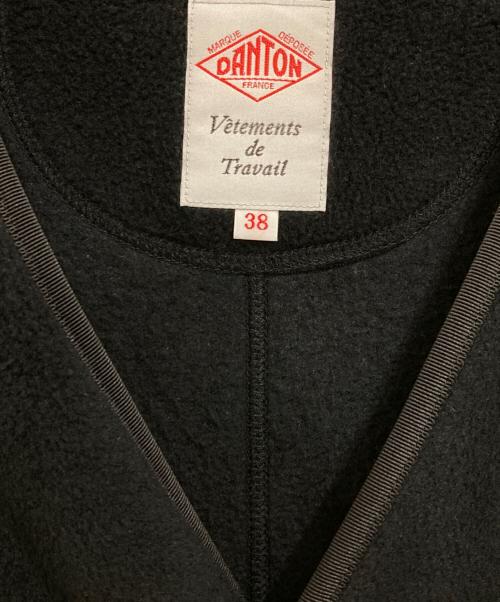 MARQUE DÉPOSÉE
DANTON
FRANCE
Vêtements
de
Travail
38